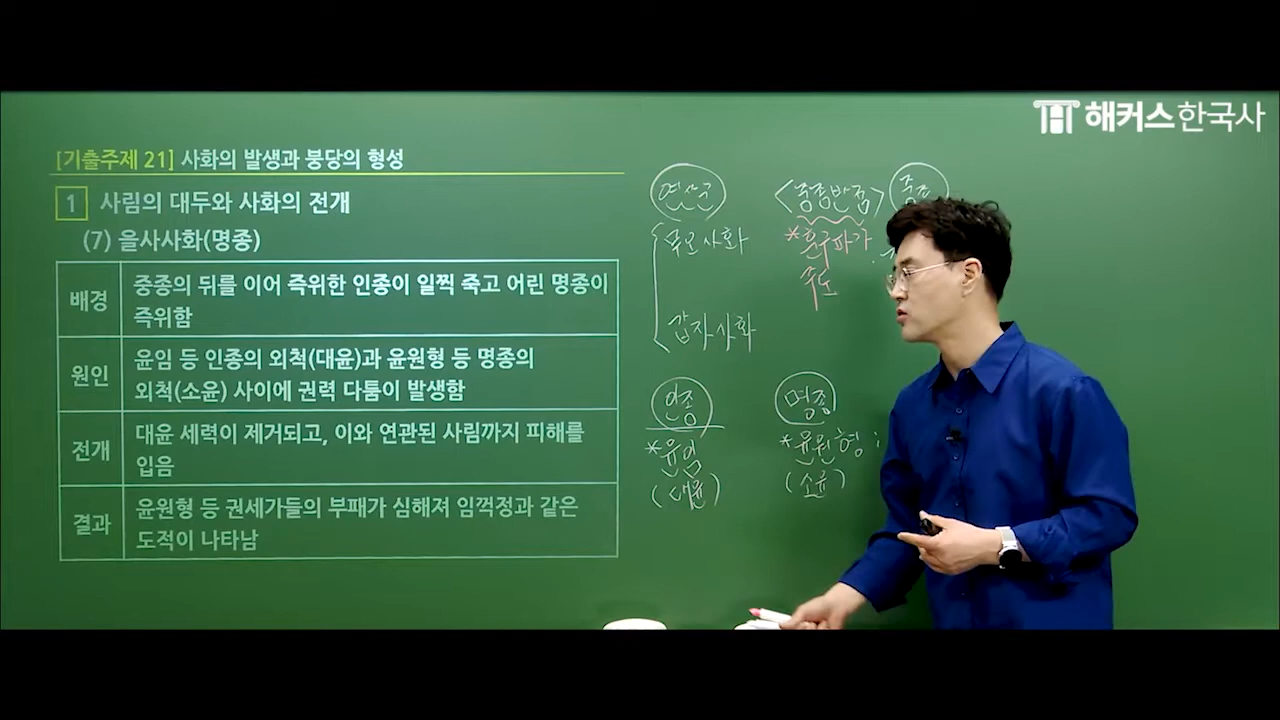 해커스한국사
[기출주제 21] 사화의 발생과 붕당의 형성
1 사림의 대두와 사화의 전개
(7) 을사사화(명종)
배경 중종의 뒤를 이어 즉위한 인종이 일찍 죽고 어린 명종이
즉위함
원인 윤임 등 인종의 외척(대윤)과 윤원형 등 명종의
외척(소윤) 사이에 권력 다툼이 발생함
전개 대윤 세력이 제거되고, 이와 연관된 사림까지 피해를
입음
결과 윤원형 등 권세가들의 부패가 심해져 임꺽정과 같은
도적이 나타남
연산군 <중종반정> 중종
무오사화 *훈구파가
주도
갑자사화
인종 명종
*윤임 *윤원형
(대윤) (소윤)